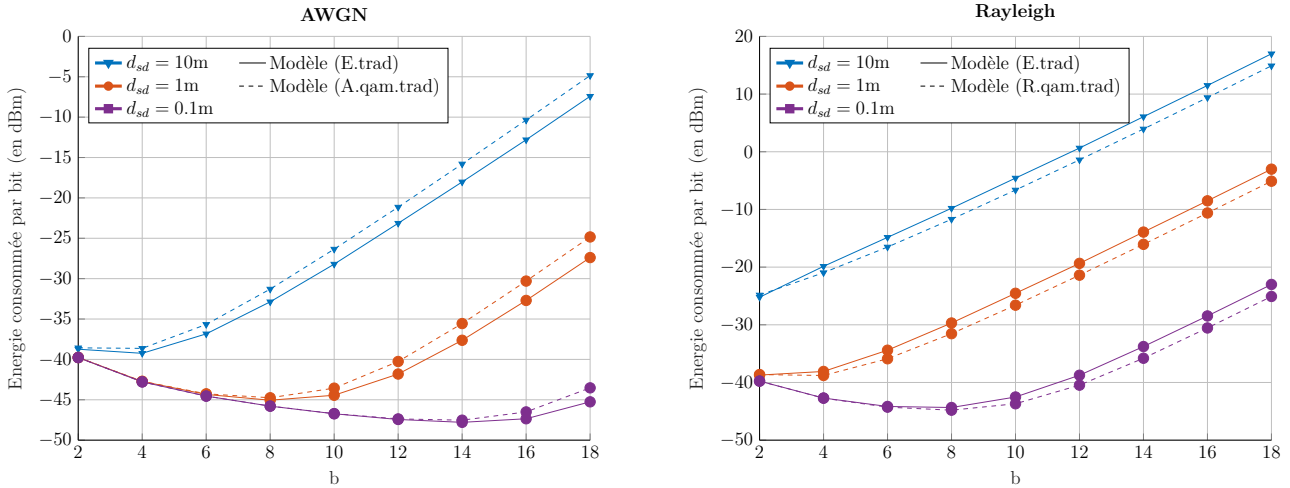 AWGN
Energie consommée par bit (en dBm)
0
−5
−10
−15
−20
−25
−30
−35
−40
−45
−50
d_sd = 10m
d_sd = 1m
d_sd = 0.1m
Modèle (E.trad)
Modèle (A.qam.trad)
2 4 6 8 10 12 14 16 18
b
Rayleigh
Energie consommée par bit (en dBm)
20
10
0
−10
−20
−30
−40
−50
d_sd = 10m
d_sd = 1m
d_sd = 0.1m
Modèle (E.trad)
Modèle (R.qam.trad)
2 4 6 8 10 12 14 16 18
b